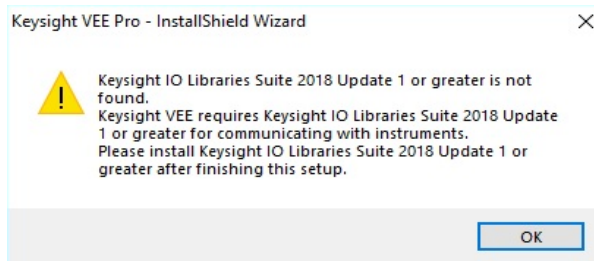 Keysight VEE Pro - InstallShield Wizard
Keysight IO Libraries Suite 2018 Update 1 or greater is not
found.
Keysight VEE requires Keysight IO Libraries Suite 2018 Update
1 or greater for communicating with instruments.
Please install Keysight IO Libraries Suite 2018 Update 1 or
greater after finishing this setup.
OK